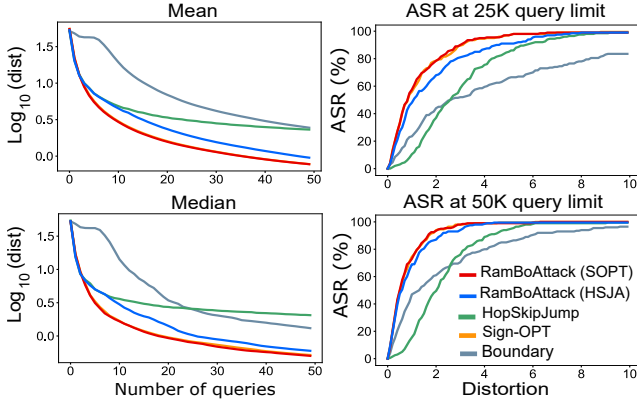 Mean
Log10 (dist)
1.5
1.0
0.5
0.0
0 10 20 30 40 50
ASR at 25K query limit
ASR (%)
100
80
60
40
20
0
0 2 4 6 8 10
Median
Log10 (dist)
1.5
1.0
0.5
0.0
0 10 20 30 40 50
Number of queries
ASR at 50K query limit
ASR (%)
100
80
60
40
20
0
RamBoAttack (SOPT)
RamBoAttack (HSJA)
HopSkipJump
Sign-OPT
Boundary
0 2 4 6 8 10
Distortion